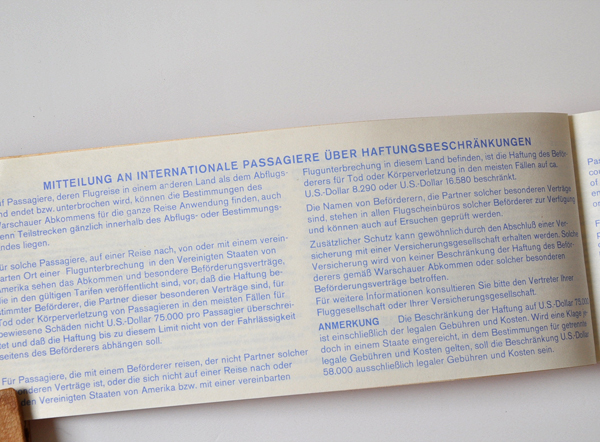 MITTEILUNG AN INTERNATIONALE PASSAGIERE ÜBER HAFTUNGSBESCHRÄNKUNGEN
uf Passagiere, deren Flugreise in einem anderen Land als dem Abflugs-
nd endet bzw. unterbrochen wird, können die Bestimmungen des
Warschauer Abkommens für die ganze Reise Anwendung finden, auch
enn Teilstrecken gänzlich innerhalb des Abflugs- oder Bestimmungs-
ndes liegen.
ür solche Passagiere, auf einer Reise nach, von oder mit einem verein-
arten Ort einer Flugunterbrechung in den Vereinigten Staaten von
Amerika sehen das Abkommen und besondere Beförderungsverträge,
die in den gültigen Tarifen veröffentlicht sind, vor, daß die Haftung be-
stimmter Beförderer, die Partner dieser besonderen Verträge sind, für
Tod oder Körperverletzung von Passagieren in den meisten Fällen für
bewiesene Schäden nicht U.S-Dollar 75.000 pro Passagier überschrei-
tet und daß die Haftung bis zu diesem Limit nicht von der Fahrlässigkeit
seitens des Beförderers abhängen soll.
Für Passagiere, die mit einem Beförderer reisen, der nicht Partner solcher
onderen Verträge ist, oder die sich nicht auf einer Reise nach oder
den Vereinigten Staaten von Amerika bzw. mit einer vereinbarten
Flugunterbrechung in diesem Land befinden, ist die Haftung des Beför-
derers für Tod oder Körperverletzung in den meisten Fällen auf ca.
U.S-Dollar 8.290 oder U.S-Dollar 16.580 beschränkt.
Die Namen von Beförderern, die Partner solcher besonderen Verträge
sind, stehen in allen Flugscheinbüros solcher Beförderer zur Verfügung
und können auch auf Ersuchen geprüft werden.
Zusätzlicher Schutz kann gewöhnlich durch den Abschluß einer Ver-
sicherung mit einer Versicherungsgesellschaft erhalten werden. Solche
Versicherung wird von keiner Beschränkung der Haftung des Beför-
derers gemäß Warschauer Abkommen oder solcher besonderen
Beförderungsverträge betroffen.
Für weitere Information konsultieren Sie bitte den Vertreter Ihrer
Fluggesellschaft oder Ihrer Versicherungsgesellschaft.
ANMERKUNG Die Beschränkung der Haftung auf U.S-Dollar 75.000
ist einschließlich der legalen Gebühren und Kosten. Wird eine Klage je-
doch in einem Staate eingereicht, in dem Bestimmungen für getrennte
legale Gebühren und Kosten gelten, soll die Beschränkung U.S-Dollar
58.000 ausschließlich legaler Gebühren und Kosten sein.